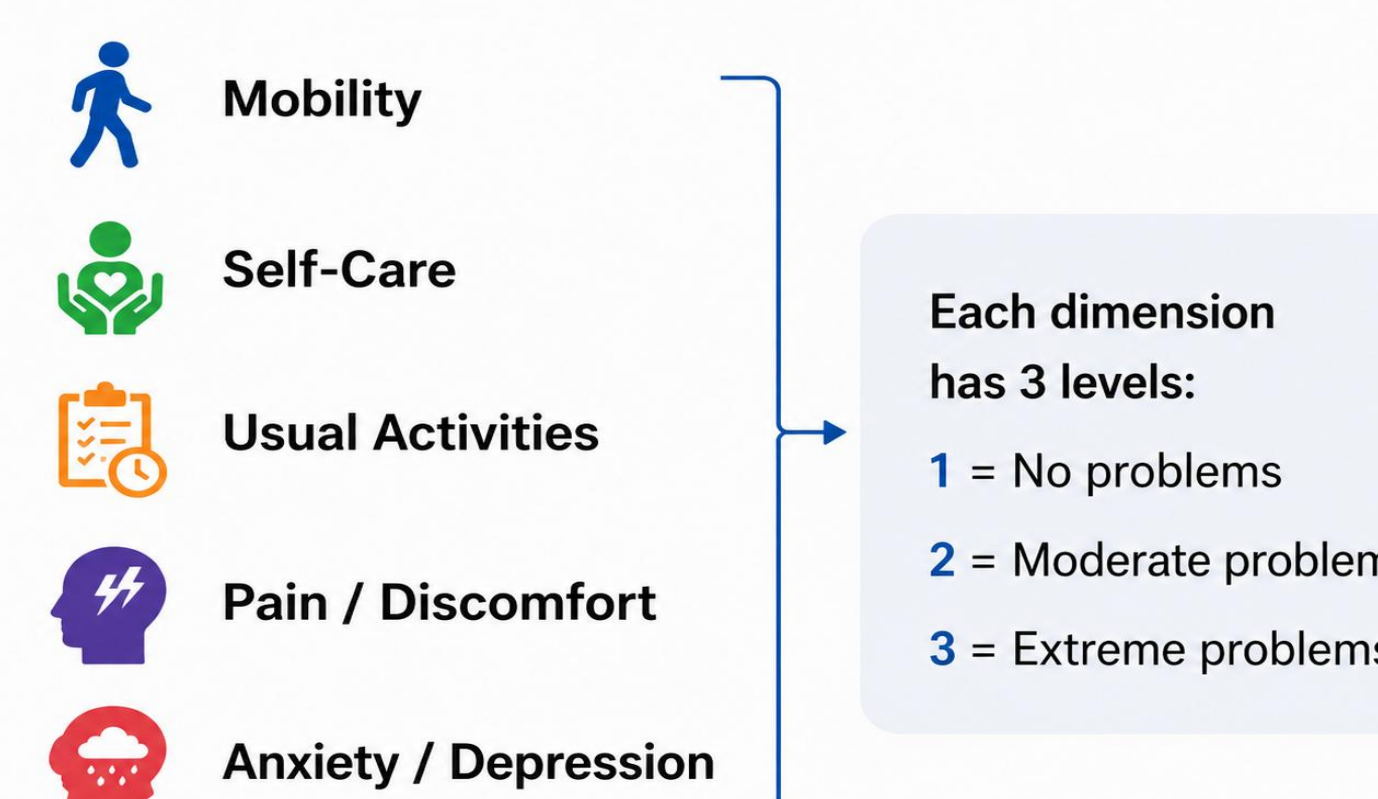 Mobility
Self-Care
Usual Activities
Pain / Discomfort
Anxiety / Depression
Each dimension
has 3 levels:
1 = No problems
2 = Moderate
3 = Extreme problems